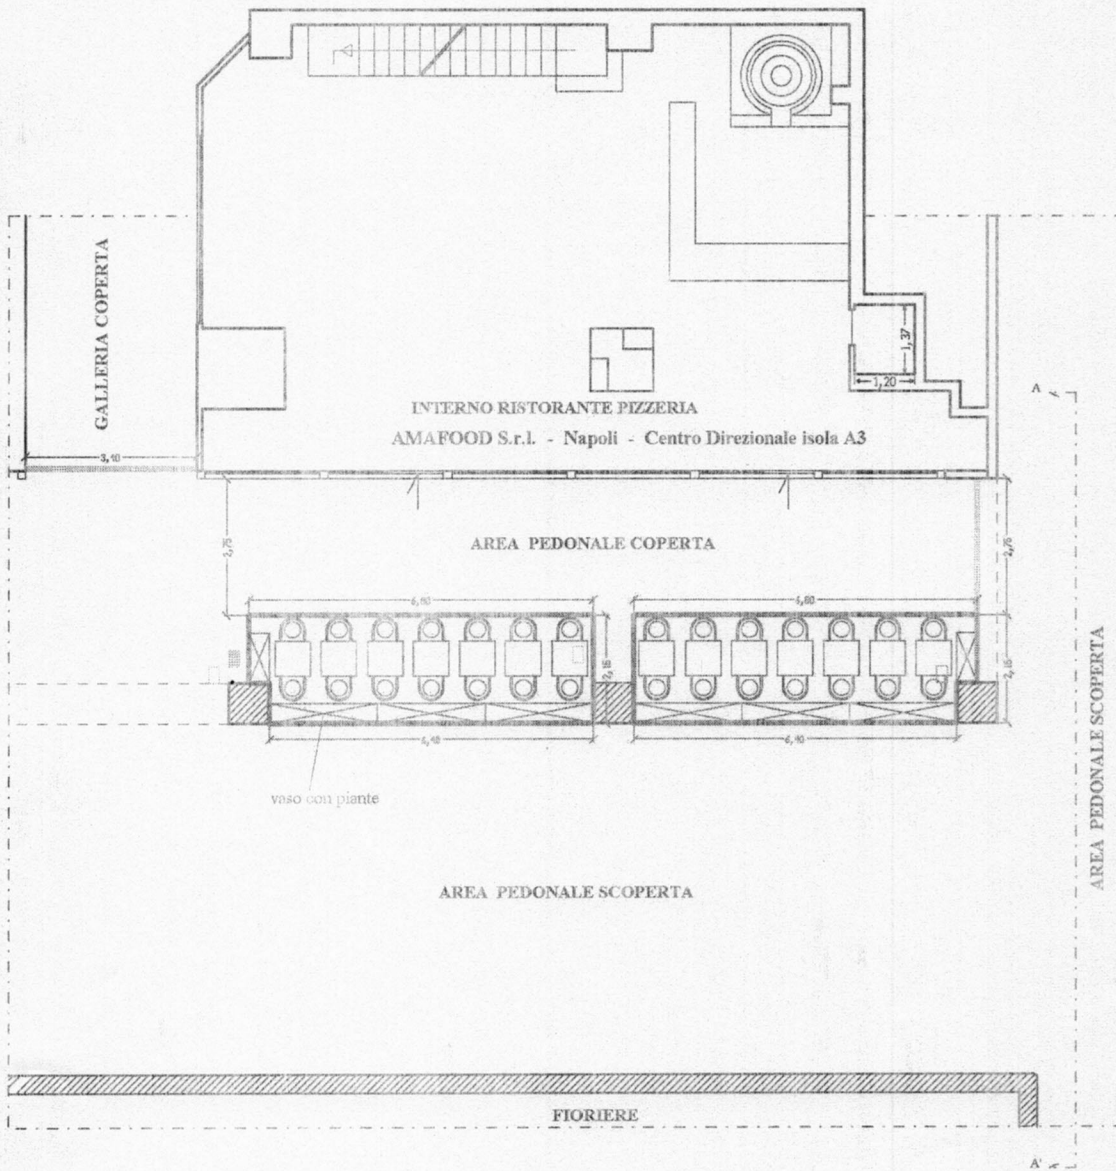 GALLERIA COPERTA
3,40
1,37
1,20
INTERNO RISTORANTE PIZZERIA
AMAFOOD S.r.l. - Napoli - Centro Direzionale isola A3
A
2,75
AREA PEDONALE COPERTA
2,75
6,80
6,80
2,15
2,15
6,40
6,40
vaso con piante
AREA PEDONALE SCOPERTA
AREA PEDONALE SCOPERTA
FIORIERE
A'